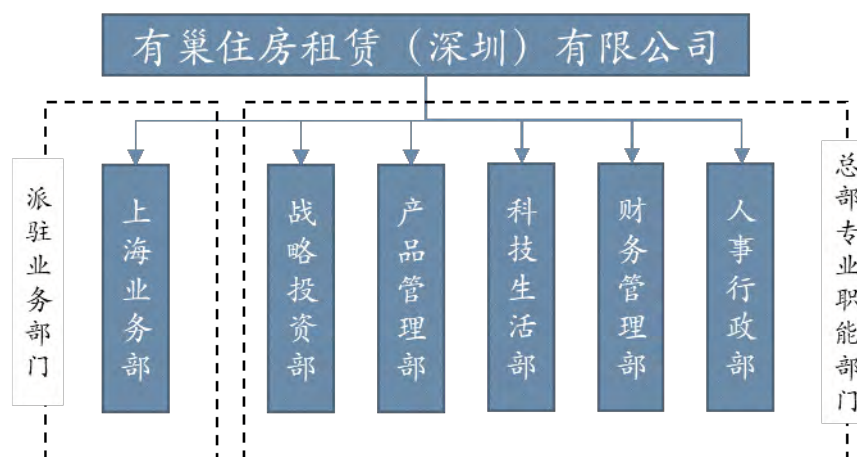 有巢住房租赁（深圳）有限公司
派驻业务部门
上海业务部
战略投资部
产品管理部
科技生活部
财务管理部
人事行政部
总部专业职能部门